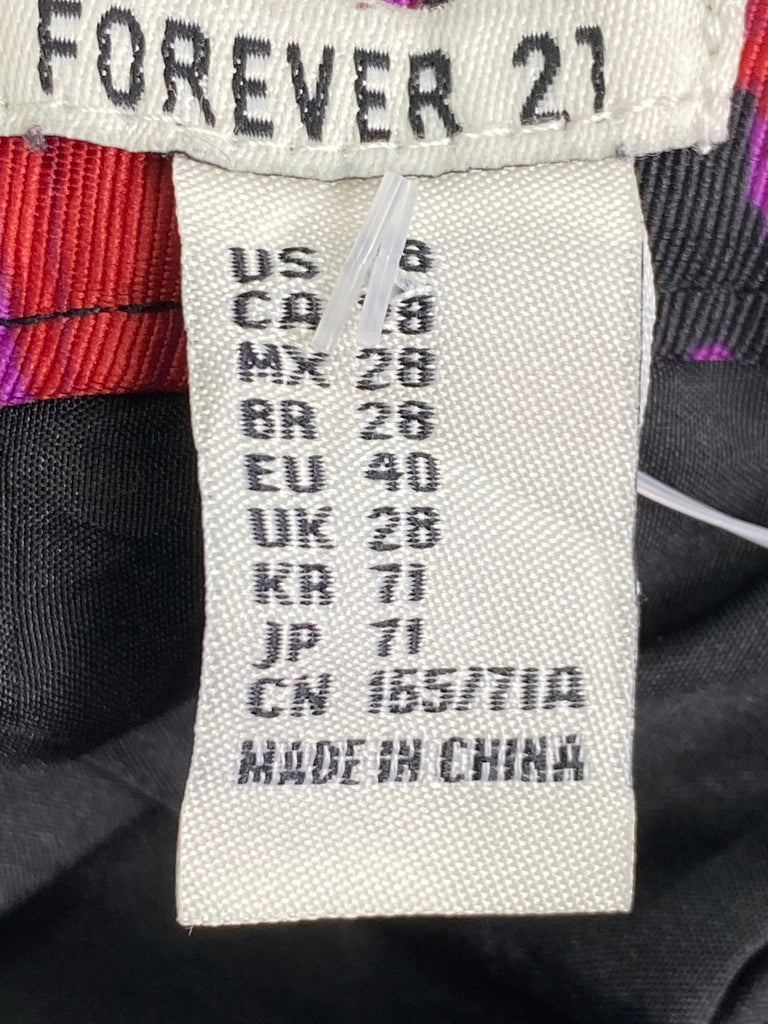 FOREVER 21
US 8
CA 28
MX 28
BR 28
EU 40
UK 28
KR 71
JP 71
CN 165/71A
MADE IN CHINA